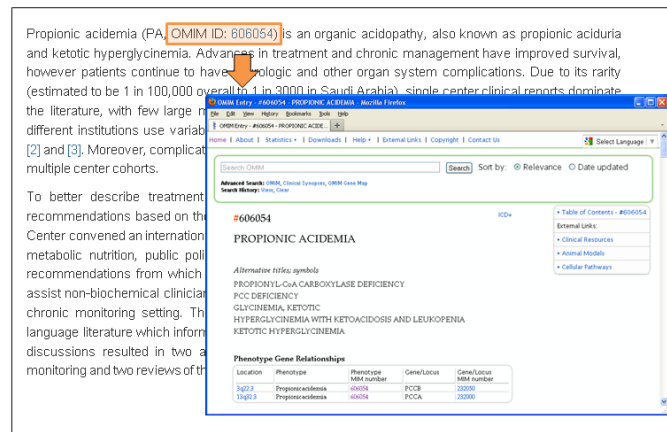 Propionic acidemia (PA, OMIM ID: 606054) is an organic acidopathy, also known as propionic aciduria
and ketotic hyperglycinemia. Advances in treatment and chronic management have improved survival,
however patients continue to have ologic and other organ system complications. Due to its rarity
(estimated to be 1 in 100,000 overall to 1 in 3000 in Saudi Arabia), single center clinical reports dominate
the literature, with few large m
different institutions use variab
[2] and [3]. Moreover, complicat
multiple center cohorts.
To better describe treatment
recommendations based on the
Center convened an internation
metabolic nutrition, public poli
recommendations from which
assist non-biochemical clinician
chronic monitoring setting. Th
language literature which inform
discussions resulted in two a
monitoring and two reviews of th
OMIM Entry - #606054 - PROPIONIC ACIDEMIA - Mozilla Firefox
File Edit View History Bookmarks Tools Help
OMIM Entry - #606054 - PROPIONIC ACIDE...
Home | About | Statistics | Downloads | Help | External Links | Copyright | Contact Us
Select Language
Search OMIM Search Sort by: Relevance Date updated
Advanced Search: OMIM, Clinical Synopses, OMIM Gene Map
Search History: View, Clear
#606054 ICD+
PROPIONIC ACIDEMIA
Alternative titles; symbols
PROPIONYL-CoA CARBOXYLASE DEFICIENCY
PCC DEFICIENCY
GLYCINEMIA, KETOTIC
HYPERGLYCINEMIA WITH KETOACIDOSIS AND LEUKOPENIA
KETOTIC HYPERGLYCINEMIA
Phenotype Gene Relationships
Location Phenotype Phenotype MIM number Gene/Locus Gene/Locus MIM number
3q22.3 Propionicacidemia 606054 PCCB 232050
13q32.3 Propionicacidemia 606054 PCCA 232000
Table of Contents - #606054
External Links:
Clinical Resources
Animal Models
Cellular Pathways